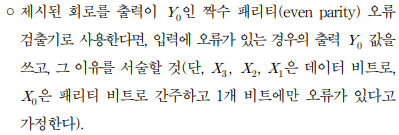 ○ 제시된 회로를 출력이 Y₀인 짝수 패리티(even parity) 오류
검출기로 사용한다면, 입력에 오류가 있는 경우의 출력 Y₀ 값을
쓰고, 그 이유를 서술할 것(단, X₃, X₂, X₁은 데이터 비트로,
X₀은 패리티 비트로 간주하고 1개 비트에만 오류가 있다고
가정한다).